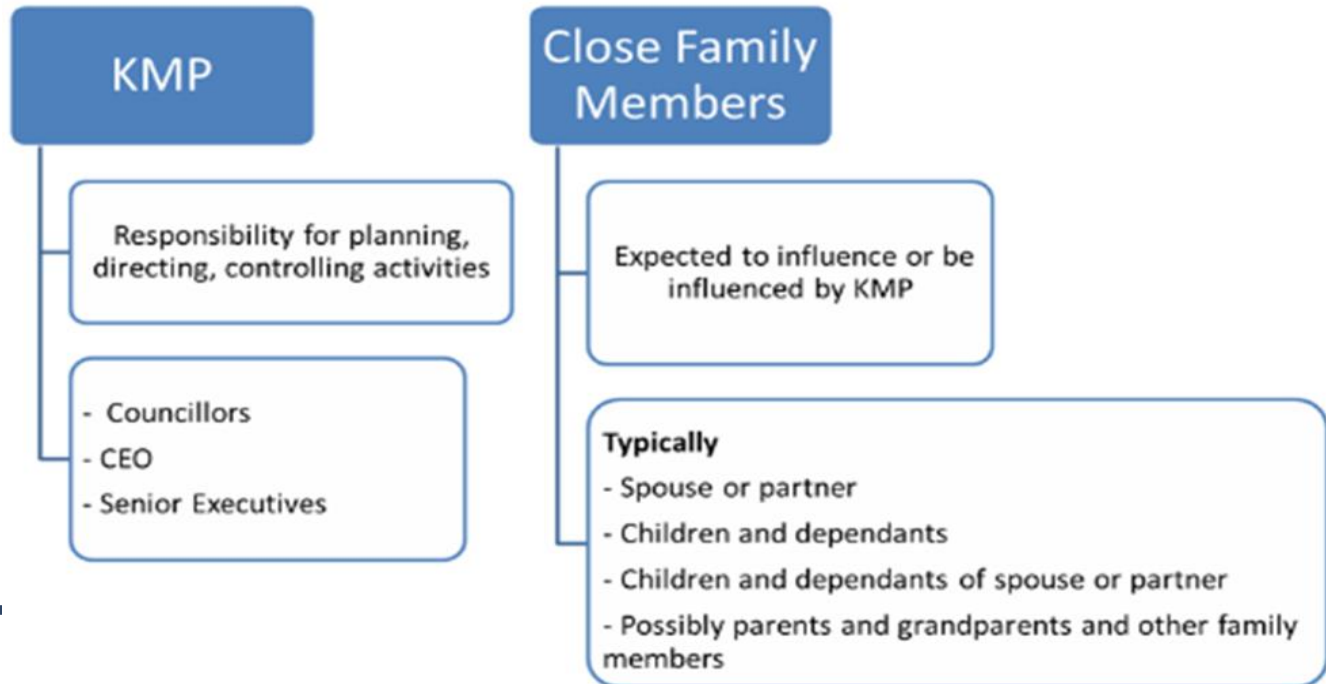 KMP
Responsibility for planning,
directing, controlling activities
- Councillors
- CEO
- Senior Executives
Close Family
Members
Expected to influence or be
influenced by KMP
Typically
- Spouse or partner
- Children and dependants
- Children and dependants of spouse or partner
- Possibly parents and grandparents and other family
members